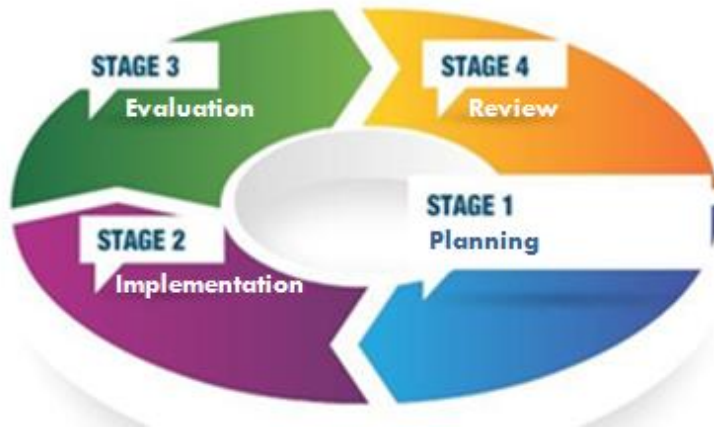 STAGE 3
Evaluation
STAGE 4
Review
STAGE 2
Implementation
STAGE 1
Planning